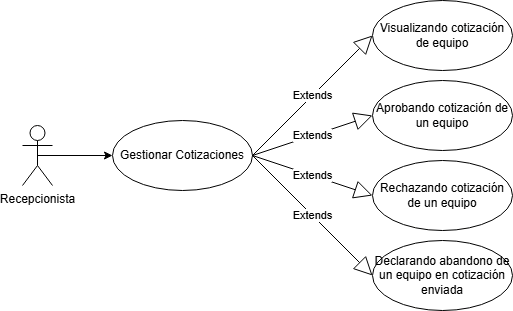 Visualizando cotización
de equipo
Extends
Aprobando cotización de
un equipo
Extends
Gestionar Cotizaciones
Extends
Rechazando cotización
de un equipo
Recepcionista
Extends
Declarando abandono de
un equipo en cotización
enviada